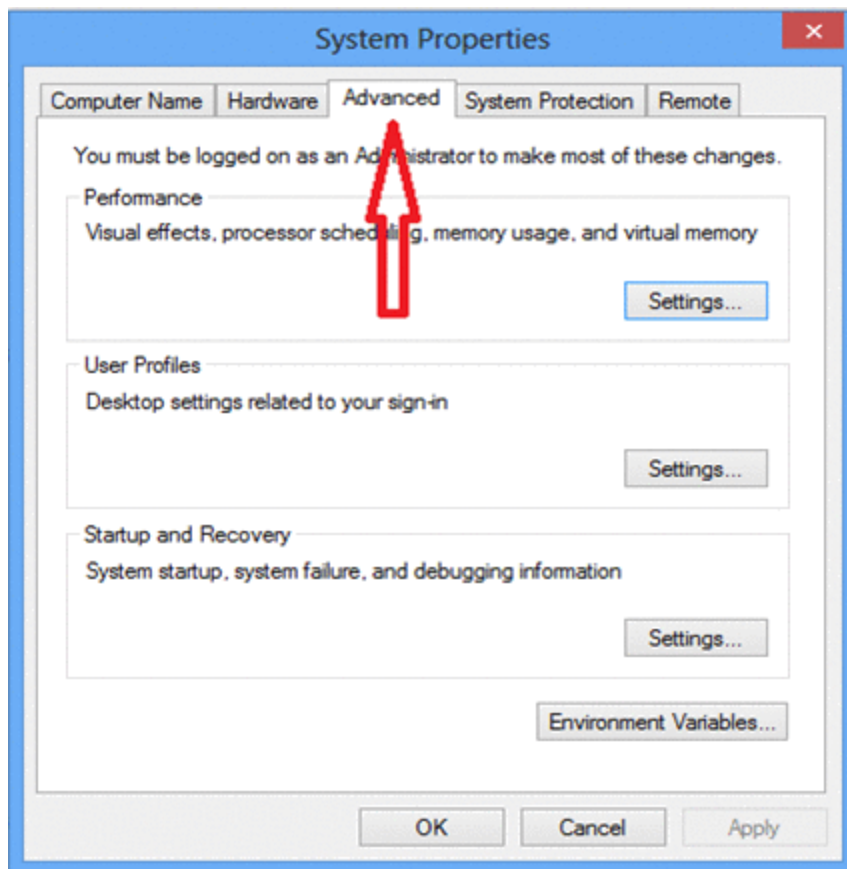 System Properties
Computer Name Hardware Advanced System Protection Remote
You must be logged on as an Administrator to make most of these changes.
Performance
Visual effects, processor scheduling, memory usage, and virtual memory
Settings...
User Profiles
Desktop settings related to your sign-in
Settings...
Startup and Recovery
System startup, system failure, and debugging information
Settings...
Environment Variables...
OK Cancel Apply